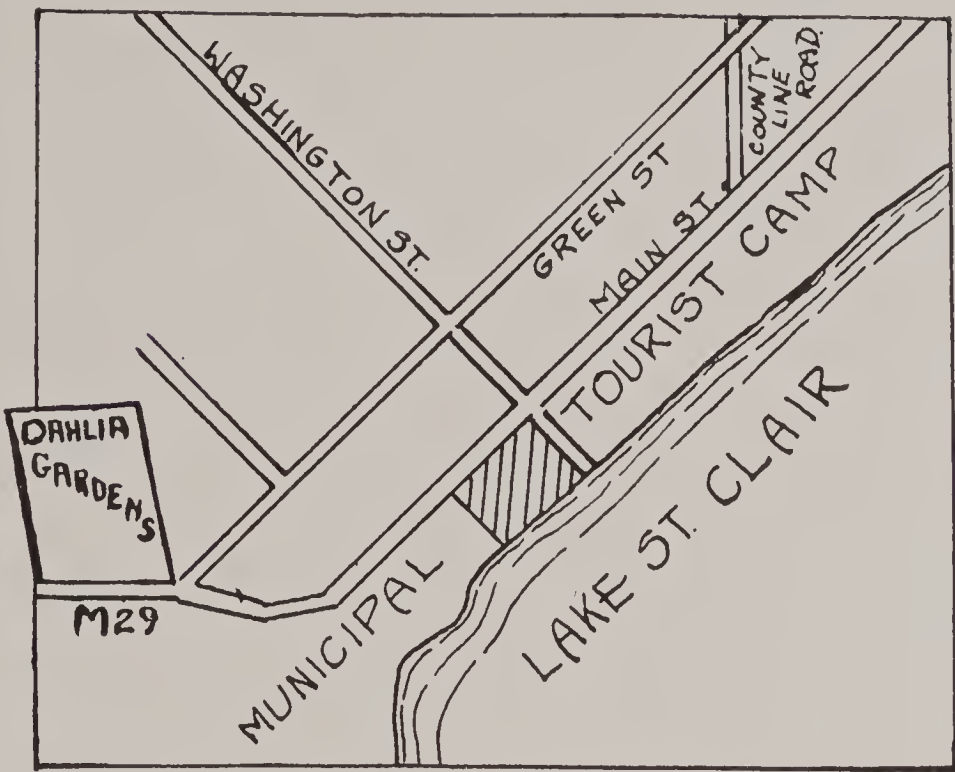 WASHINGTON ST.
GREEN ST
COUNTY
LINE
ROAD.
MAIN ST.
MUNICIPAL TOURIST CAMP
LAKE ST. CLAIR
DAHLIA
GARDENS
M29